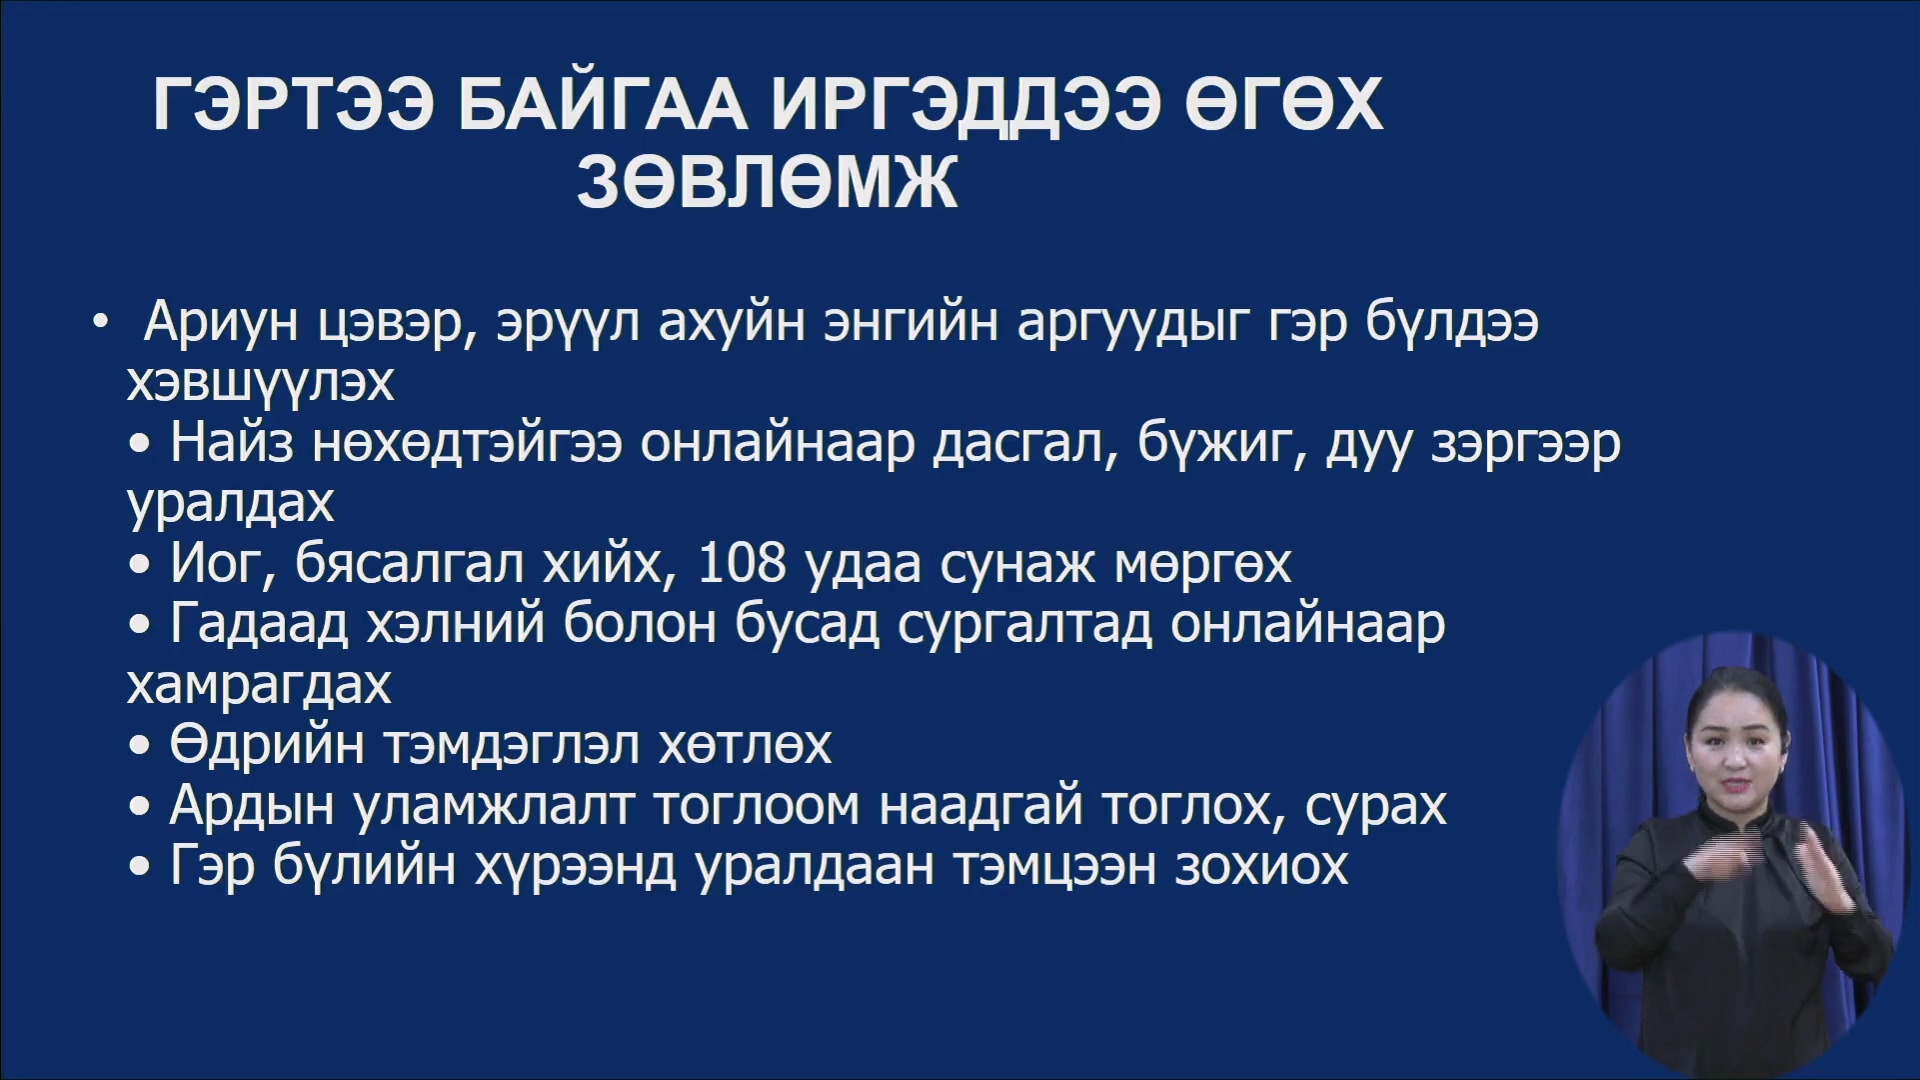 ГЭРТЭЭ БАЙГАА ИРГЭДДЭЭ ӨГӨХ
ЗӨВЛӨМЖ
• Ариун цэвэр, эрүүл ахуйн энгийн аргуудыг гэр бүлдээ
хэвшүүлэх
• Найз нөхөдтэйгээ онлайнаар дасгал, бүжиг, дуу зэргээр
уралдах
• Иог, бясалгал хийх, 108 удаа сунаж мөргөх
• Гадаад хэлний болон бусад сургалтад онлайнаар
хамрагдах
• Өдрийн тэмдэглэл хөтлөх
• Ардын уламжлалт тоглоом наадгай тоглох, сурах
• Гэр бүлийн хүрээнд уралдаан тэмцээн зохиох